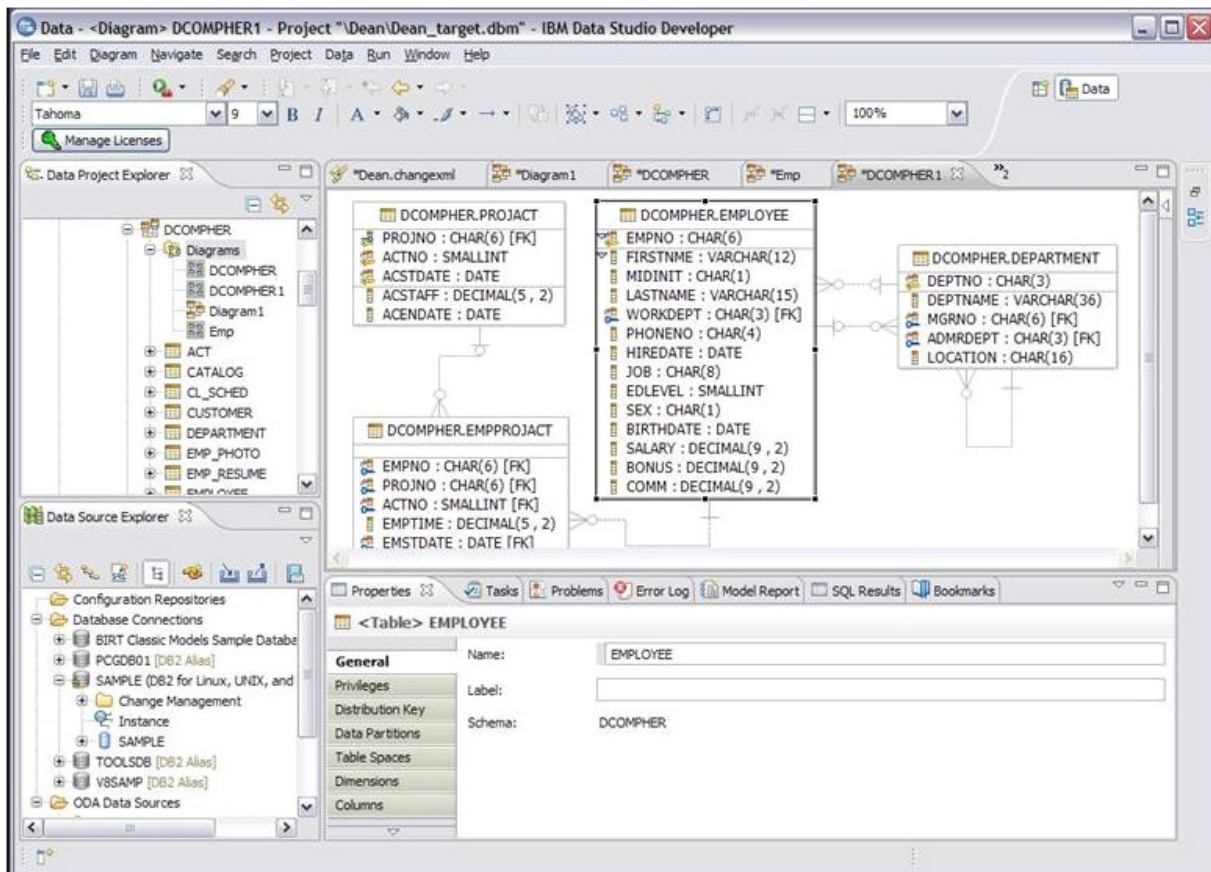 Data - <Diagram> DCOMPHER1 - Project "\Dean\Dean_target.dbm" - IBM Data Studio Developer
File Edit Diagram Navigate Search Project Data Run Window Help
Data
Tahoma 9 B I A 100%
Manage Licenses
Data Project Explorer
DCOMPHER
Diagrams
DCOMPHER
DCOMPHER1
Diagram1
Emp
ACT
CATALOG
CL_SCHED
CUSTOMER
DEPARTMENT
EMP_PHOTO
EMP_RESUME
EMPLOYEE
*Dean.changexml *Diagram1 *DCOMPHER *Emp *DCOMPHER1 »2
DCOMPHER.PROJACT
PROJNO : CHAR(6) [FK]
ACTNO : SMALLINT
ACSTDATE : DATE
ACSTAFF : DECIMAL(5 , 2)
ACENDATE : DATE
DCOMPHER.EMPPROJACT
EMPNO : CHAR(6) [FK]
PROJNO : CHAR(6) [FK]
ACTNO : SMALLINT [FK]
EMPTIME : DECIMAL(5 , 2)
EMSTDATE : DATE [FK]
DCOMPHER.EMPLOYEE
EMPNO : CHAR(6)
FIRSTNME : VARCHAR(12)
MIDINIT : CHAR(1)
LASTNAME : VARCHAR(15)
WORKDEPT : CHAR(3) [FK]
PHONENO : CHAR(4)
HIREDATE : DATE
JOB : CHAR(8)
EDLEVEL : SMALLINT
SEX : CHAR(1)
BIRTHDATE : DATE
SALARY : DECIMAL(9 , 2)
BONUS : DECIMAL(9 , 2)
COMM : DECIMAL(9 , 2)
DCOMPHER.DEPARTMENT
DEPTNO : CHAR(3)
DEPTNAME : VARCHAR(36)
MGRNO : CHAR(6) [FK]
ADMRDEPT : CHAR(3) [FK]
LOCATION : CHAR(16)
Data Source Explorer
Configuration Repositories
Database Connections
BIRT Classic Models Sample Databa
PCGDB01 [DB2 Alias]
SAMPLE (DB2 for Linux, UNIX, and
Change Management
Instance
SAMPLE
TOOLSDB [DB2 Alias]
V8SAMP [DB2 Alias]
ODA Data Sources
Properties Tasks Problems Error Log Model Report SQL Results Bookmarks
<Table> EMPLOYEE
General
Privileges
Distribution Key
Data Partitions
Table Spaces
Dimensions
Columns
Name: EMPLOYEE
Label:
Schema: DCOMPHER